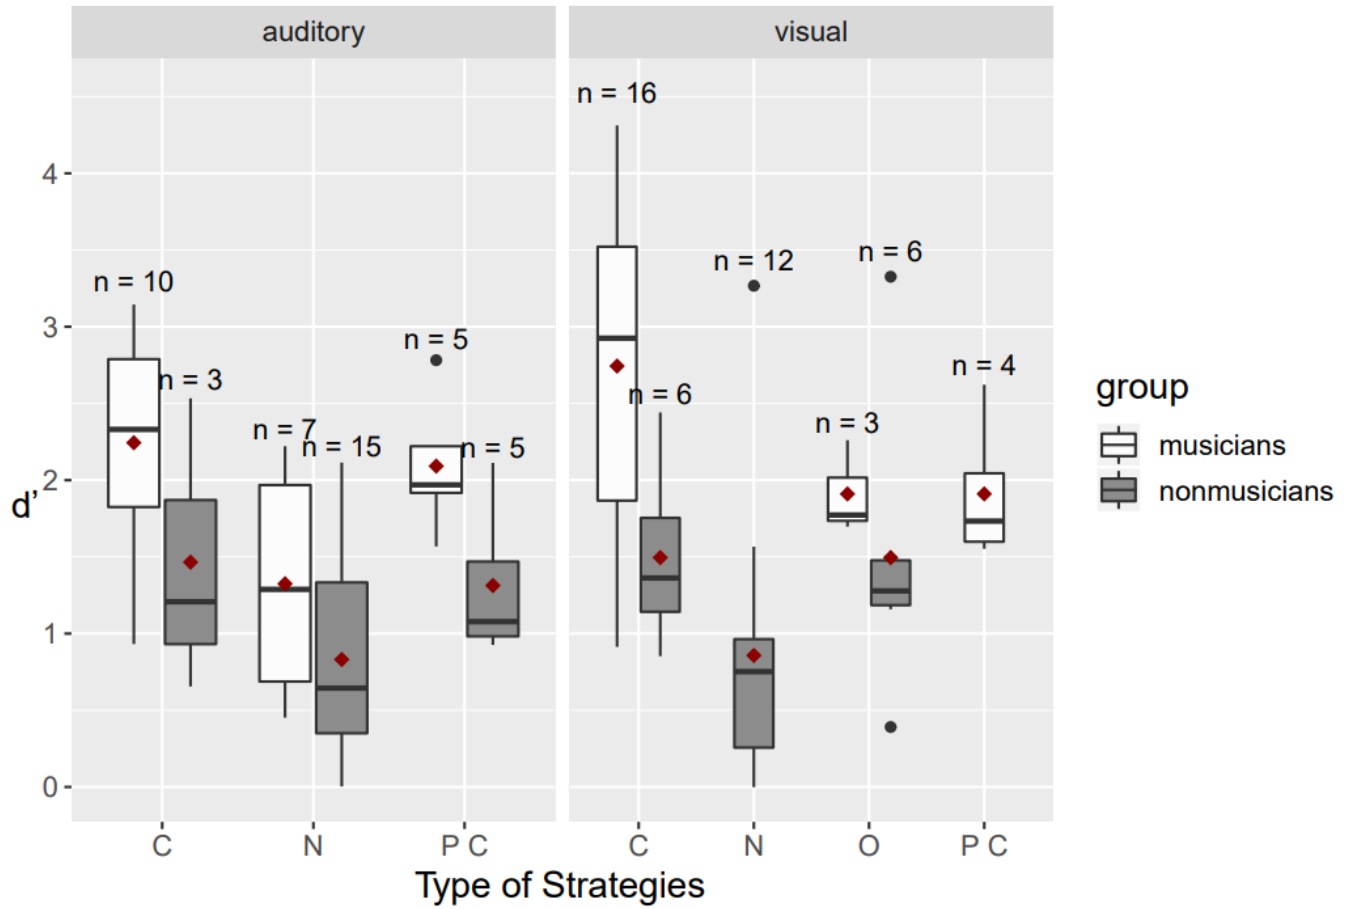 auditory
visual
n = 16
n = 10
n = 3
n = 7
n = 15
n = 5
n = 5
n = 6
n = 12
n = 3
n = 6
n = 4
4
3
2
1
0
d’
C
N
P C
C
N
O
P C
Type of Strategies
group
musicians
nonmusicians